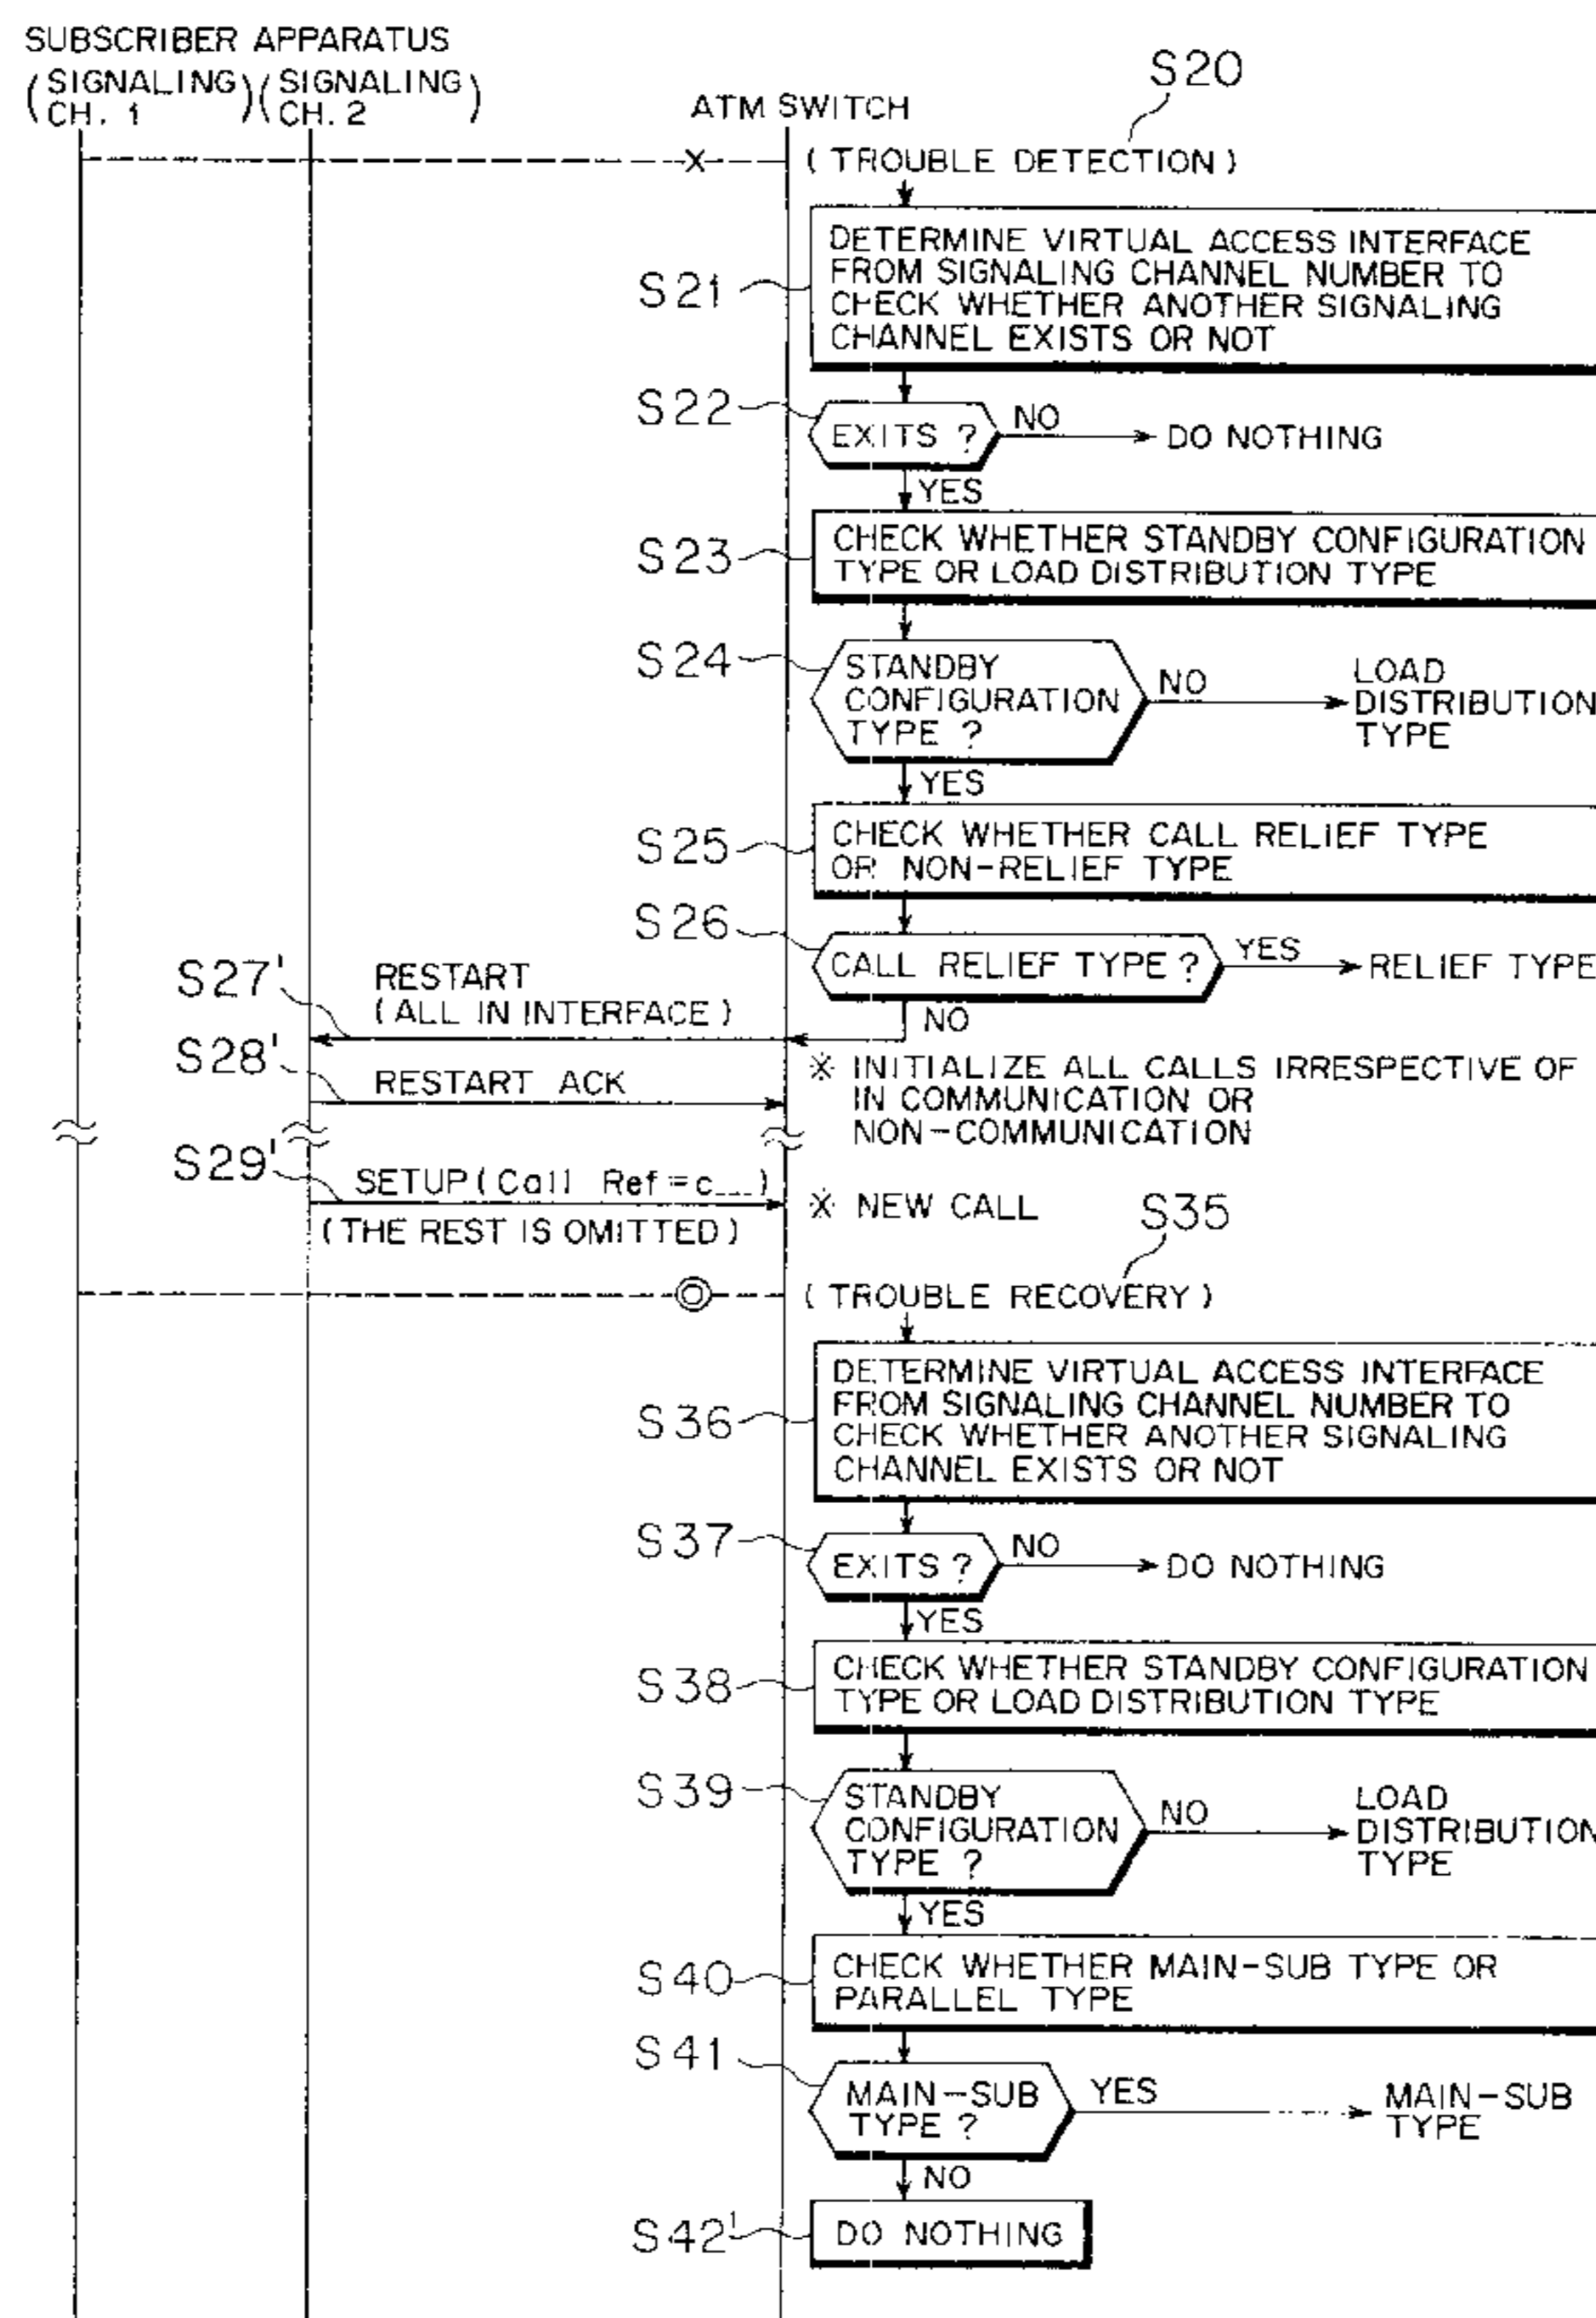 SUBSCRIBER APPARATUS
(SIGNALING CH. 1) (SIGNALING CH. 2)
ATM SWITCH
S20
(TROUBLE DETECTION)
S21
DETERMINE VIRTUAL ACCESS INTERFACE
FROM SIGNALING CHANNEL NUMBER TO
CHECK WHETHER ANOTHER SIGNALING
CHANNEL EXISTS OR NOT
S22
EXITS ?
NO
DO NOTHING
YES
S23
CHECK WHETHER STANDBY CONFIGURATION
TYPE OR LOAD DISTRIBUTION TYPE
S24
STANDBY
CONFIGURATION
TYPE ?
NO
LOAD
DISTRIBUTION
TYPE
YES
S25
CHECK WHETHER CALL RELIEF TYPE
OR NON-RELIEF TYPE
S26
CALL RELIEF TYPE ?
YES
RELIEF TYPE
NO
S27'
RESTART
(ALL IN INTERFACE)
S28'
RESTART ACK
※ INITIALIZE ALL CALLS IRRESPECTIVE OF
IN COMMUNICATION OR
NON-COMMUNICATION
S29'
SETUP (Call Ref=c...)
(THE REST IS OMITTED)
※ NEW CALL
S35
(TROUBLE RECOVERY)
S36
DETERMINE VIRTUAL ACCESS INTERFACE
FROM SIGNALING CHANNEL NUMBER TO
CHECK WHETHER ANOTHER SIGNALING
CHANNEL EXISTS OR NOT
S37
EXITS ?
NO
DO NOTHING
YES
S38
CHECK WHETHER STANDBY CONFIGURATION
TYPE OR LOAD DISTRIBUTION TYPE
S39
STANDBY
CONFIGURATION
TYPE ?
NO
LOAD
DISTRIBUTION
TYPE
YES
S40
CHECK WHETHER MAIN-SUB TYPE OR
PARALLEL TYPE
S41
MAIN-SUB
TYPE ?
YES
MAIN-SUB
TYPE
NO
S42'
DO NOTHING